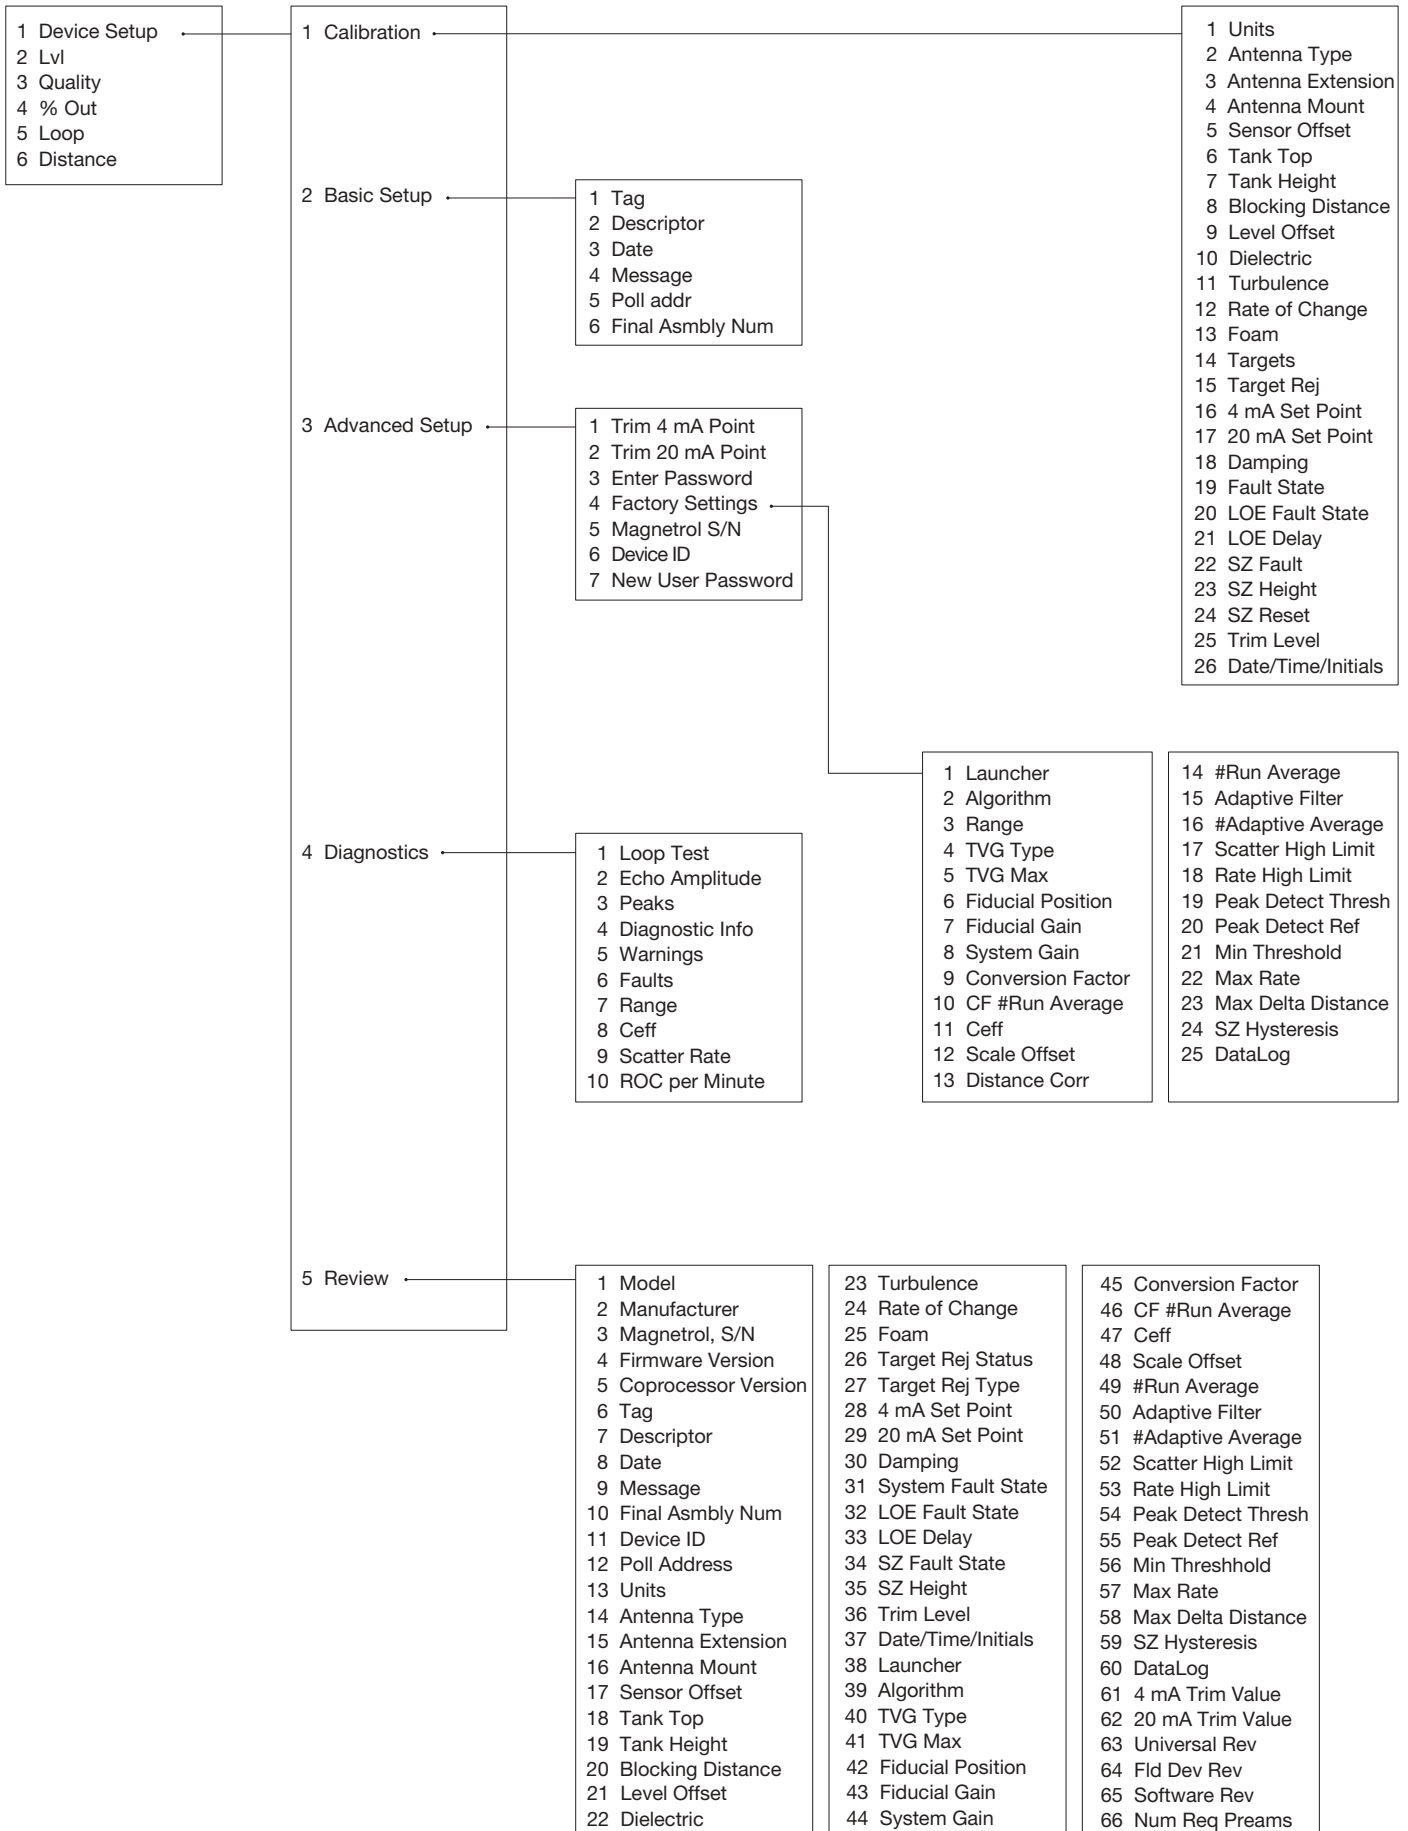 1 Device Setup
2 Lvl
3 Quality
4 % Out
5 Loop
6 Distance
1 Calibration
2 Basic Setup
3 Advanced Setup
4 Diagnostics
5 Review
1 Units
2 Antenna Type
3 Antenna Extension
4 Antenna Mount
5 Sensor Offset
6 Tank Top
7 Tank Height
8 Blocking Distance
9 Level Offset
10 Dielectric
11 Turbulence
12 Rate of Change
13 Foam
14 Targets
15 Target Rej
16 4 mA Set Point
17 20 mA Set Point
18 Damping
19 Fault State
20 LOE Fault State
21 LOE Delay
22 SZ Fault
23 SZ Height
24 SZ Reset
25 Trim Level
26 Date/Time/Initials
1 Tag
2 Descriptor
3 Date
4 Message
5 Poll addr
6 Final Asmbly Num
1 Trim 4 mA Point
2 Trim 20 mA Point
3 Enter Password
4 Factory Settings
5 Magnetrol S/N
6 Device ID
7 New User Password
1 Launcher
2 Algorithm
3 Range
4 TVG Type
5 TVG Max
6 Fiducial Position
7 Fiducial Gain
8 System Gain
9 Conversion Factor
10 CF #Run Average
11 Ceff
12 Scale Offset
13 Distance Corr
14 #Run Average
15 Adaptive Filter
16 #Adaptive Average
17 Scatter High Limit
18 Rate High Limit
19 Peak Detect Thresh
20 Peak Detect Ref
21 Min Threshold
22 Max Rate
23 Max Delta Distance
24 SZ Hysteresis
25 DataLog
1 Loop Test
2 Echo Amplitude
3 Peaks
4 Diagnostic Info
5 Warnings
6 Faults
7 Range
8 Ceff
9 Scatter Rate
10 ROC per Minute
1 Model
2 Manufacturer
3 Magnetrol, S/N
4 Firmware Version
5 Coprocessor Version
6 Tag
7 Descriptor
8 Date
9 Message
10 Final Asmbly Num
11 Device ID
12 Poll Address
13 Units
14 Antenna Type
15 Antenna Extension
16 Antenna Mount
17 Sensor Offset
18 Tank Top
19 Tank Height
20 Blocking Distance
21 Level Offset
22 Dielectric
23 Turbulence
24 Rate of Change
25 Foam
26 Target Rej Status
27 Target Rej Type
28 4 mA Set Point
29 20 mA Set Point
30 Damping
31 System Fault State
32 LOE Fault State
33 LOE Delay
34 SZ Fault State
35 SZ Height
36 Trim Level
37 Date/Time/Initials
38 Launcher
39 Algorithm
40 TVG Type
41 TVG Max
42 Fiducial Position
43 Fiducial Gain
44 System Gain
45 Conversion Factor
46 CF #Run Average
47 Ceff
48 Scale Offset
49 #Run Average
50 Adaptive Filter
51 #Adaptive Average
52 Scatter High Limit
53 Rate High Limit
54 Peak Detect Thresh
55 Peak Detect Ref
56 Min Threshhold
57 Max Rate
58 Max Delta Distance
59 SZ Hysteresis
60 DataLog
61 4 mA Trim Value
62 20 mA Trim Value
63 Universal Rev
64 Fld Dev Rev
65 Software Rev
66 Num Req Preams